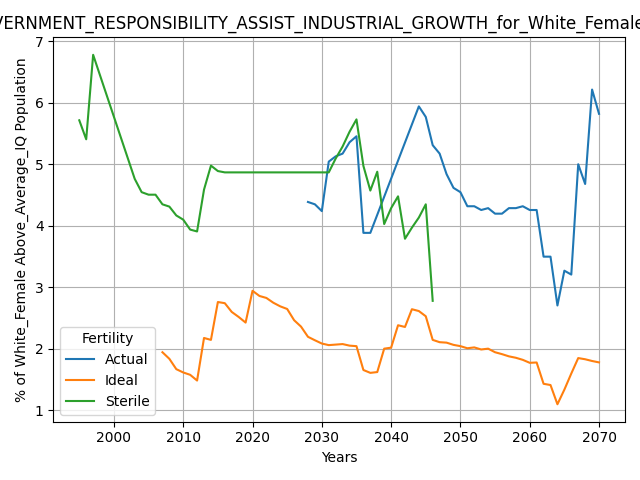 VERNMENT_RESPONSIBILITY_ASSIST_INDUSTRIAL_GROWTH_for_White_Female
% of White_Female Above_Average_IQ Population
7
6
5
4
3
2
1
Fertility
Actual
Ideal
Sterile
2000 2010 2020 2030 2040 2050 2060 2070
Years